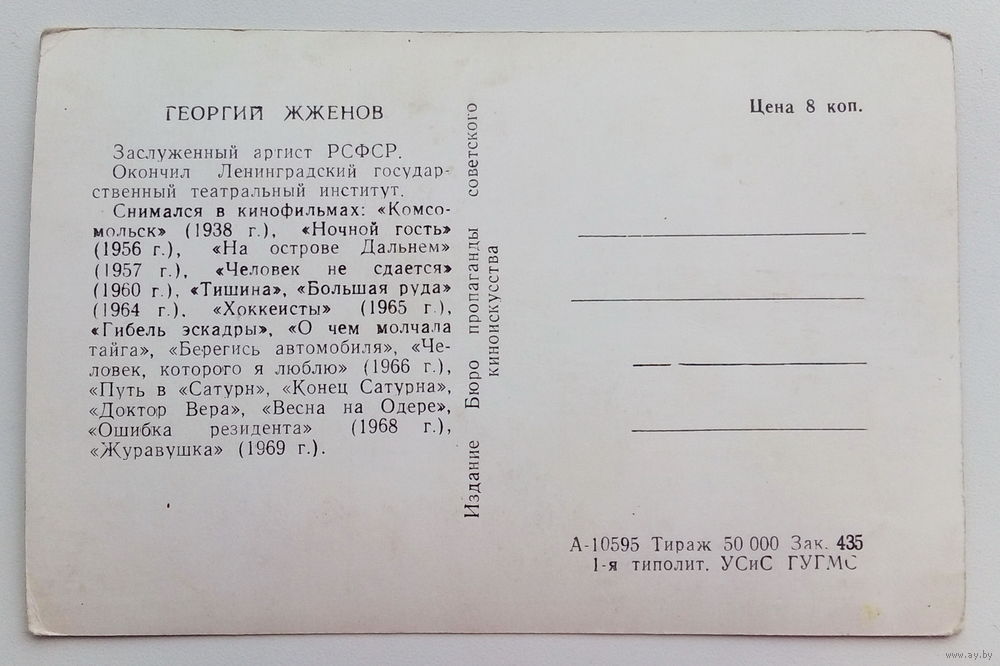 ГЕОРГИЙ ЖЖЕНОВ
Заслуженный артист РСФСР.
Окончил Ленинградский государ-
ственный театральный институт.
Снимался в кинофильмах: «Комсо-
мольск» (1938 г.), «Ночной гость»
(1956 г.), «На острове Дальнем»
(1957 г.), «Человек не сдается»
(1960 г.), «Тишина», «Большая руда»
(1964 г.), «Хоккеисты» (1965 г.),
«Гибель эскадры», «О чем молчала
тайга», «Берегись автомобиля», «Че-
ловек, которого я люблю» (1966 г.),
«Путь в «Сатурн», «Конец Сатурна»,
«Доктор Вера», «Весна на Одере»,
«Ошибка резидента» (1968 г.),
«Журавушка» (1969 г.).
Издание Бюро пропаганды советского
киноискусства
Цена 8 коп.
А-10595 Тираж 50 000 Зак. 435
1-я типолит. УСиС ГУГМС
www.ay.by